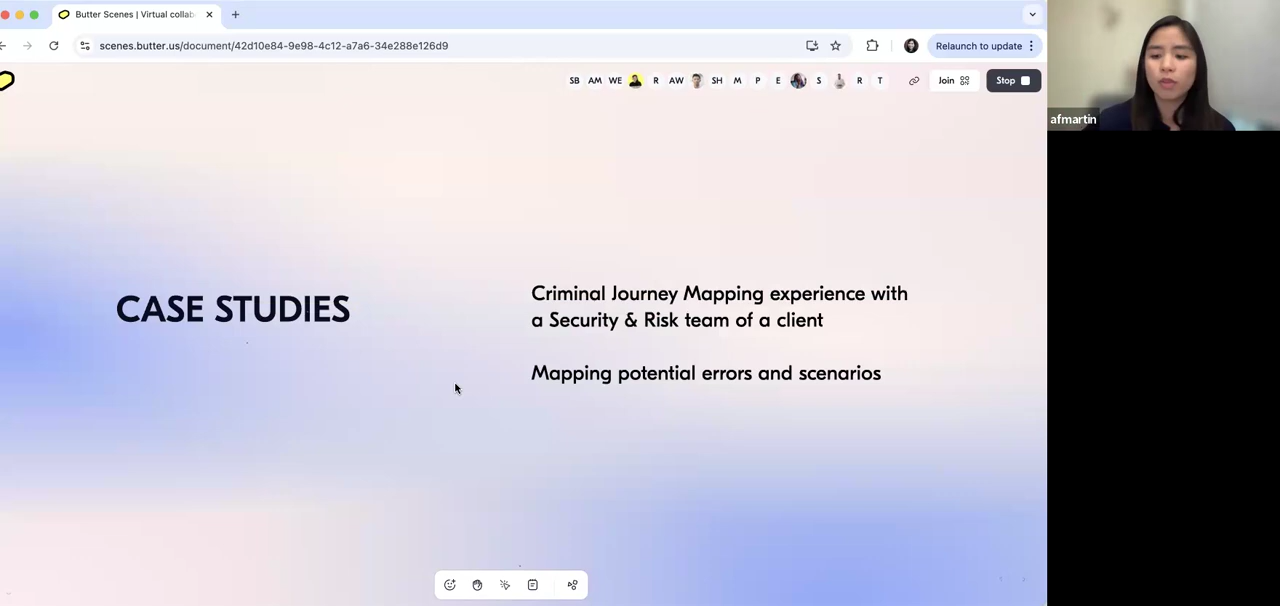 Butter Scenes | Virtual collab
scenes.butter.us/document/42d10e84-9e98-4c12-a7a6-34e288e126d9
Relaunch to update
SB AM WE R AW SH M P E S R T
Join
Stop
afmartin
CASE STUDIES
Criminal Journey Mapping experience with
a Security & Risk team of a client
Mapping potential errors and scenarios